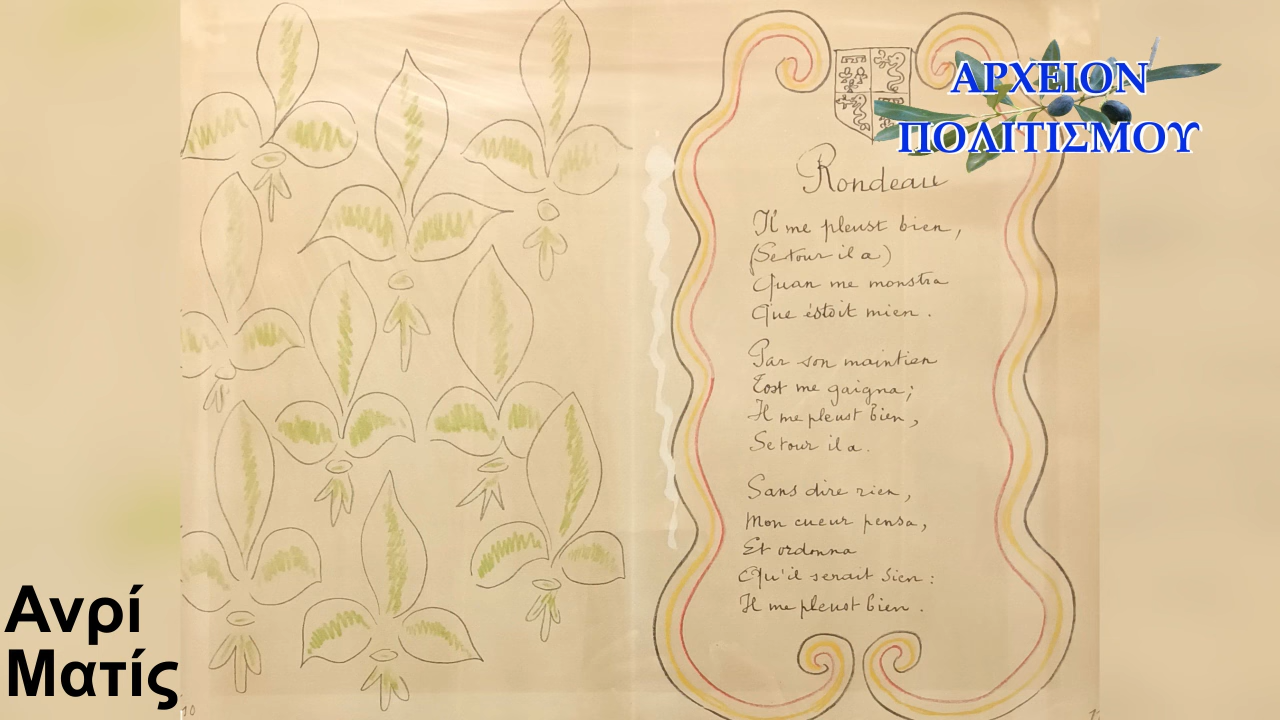 ΑΡΧΕΙΟΝ
ΠΟΛΙΤΙΣΜΟΥ
Rondeau
Il me pleust bien,
(Se tour il a)
Quan me monstra
Que éstoit mien.
Par son maintien
Tost me gaigna;
Il me pleust bien,
Se tour il a.
Sans dire rien,
Mon cueur pensa,
Et ordonna
Qu'il serait sien:
Il me pleust bien.
Ανρί
Ματίς
10